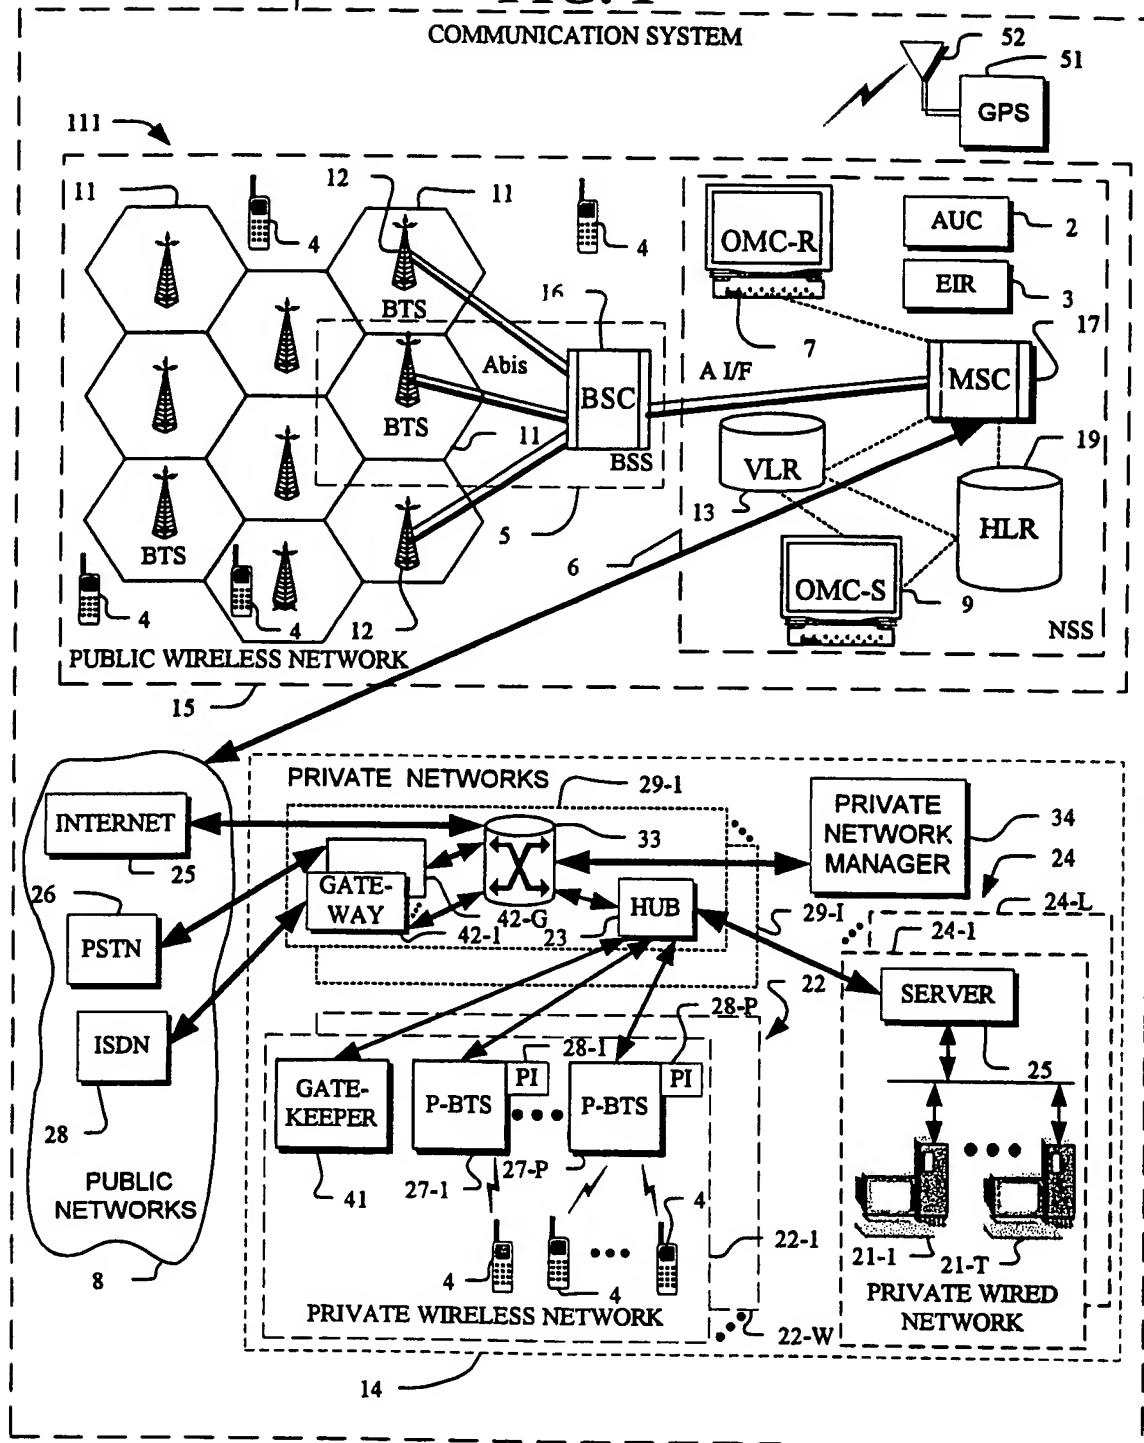 FIG. 1
COMMUNICATION SYSTEM
52
51
GPS
111
11
12
11
4
4
OMC-R
AUC
2
EIR
3
BTS
16
7
17
Abis
A I/F
MSC
BSC
BTS
11
BSS
VLR
19
13
HLR
5
6
BTS
OMC-S
9
4
4
12
NSS
PUBLIC WIRELESS NETWORK
15
PRIVATE NETWORKS
29-1
PRIVATE NETWORK MANAGER
34
INTERNET
33
25
24
26
GATE-WAY
24-L
HUB
29-I
42-G
23
42-1
24-1
PSTN
SERVER
22
28-P
ISDN
28-1
25
PI
PI
GATE-KEEPER
P-BTS
P-BTS
28
41
27-1
27-P
PUBLIC NETWORKS
4
22-1
21-1
21-T
8
4
4
PRIVATE WIRELESS NETWORK
PRIVATE WIRED NETWORK
22-W
14